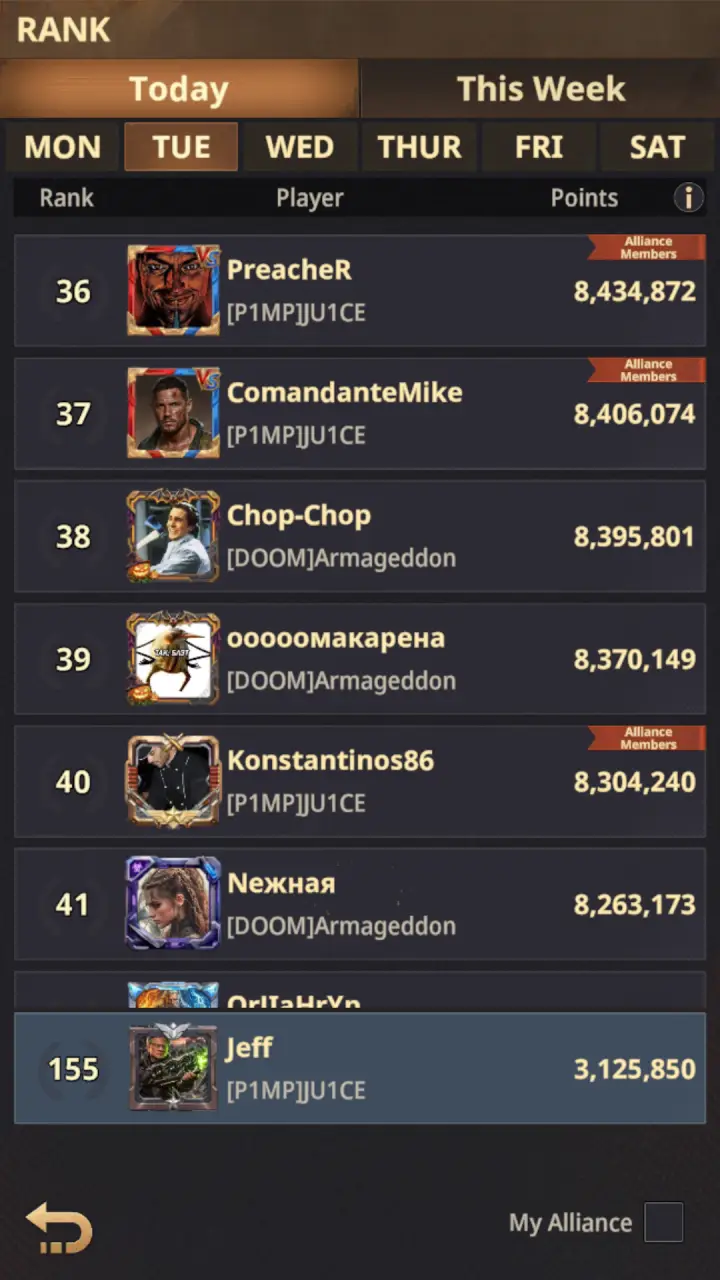 RANK
Today
This Week
MON
TUE
WED
THUR
FRI
SAT
Rank
Player
Points
Alliance
Members
36
PreacheR
8,434,872
[P1MP]JU1CE
Alliance
Members
37
ComandanteMike
8,406,074
[P1MP]JU1CE
38
Chop-Chop
8,395,801
[DOOM]Armageddon
39
оооооомакарена
8,370,149
[DOOM]Armageddon
Alliance
Members
40
Konstantinos86
8,304,240
[P1MP]JU1CE
41
Neжная
8,263,173
[DOOM]Armageddon
155
Jeff
3,125,850
[P1MP]JU1CE
My Alliance